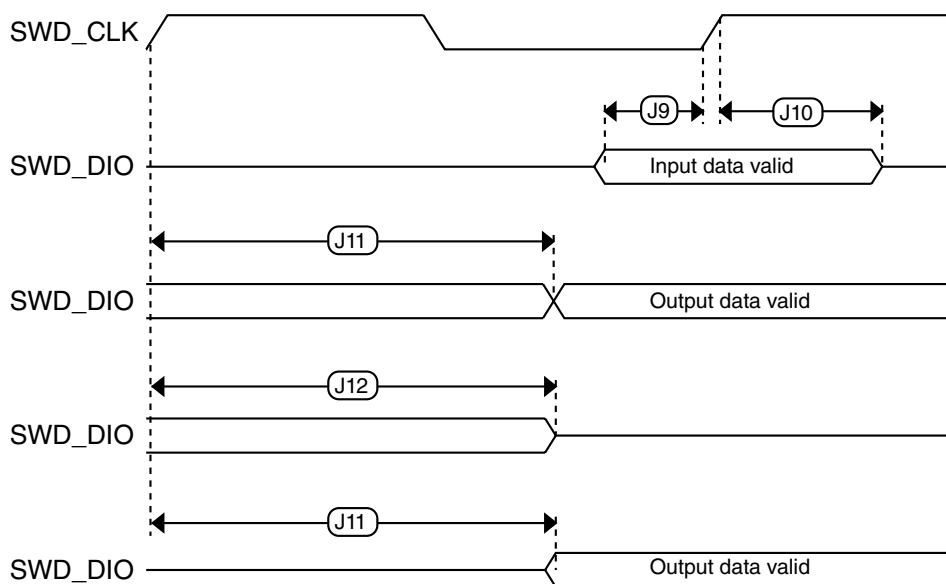 SWD_CLK
J9
J10
SWD_DIO
Input data valid
J11
SWD_DIO
Output data valid
J12
SWD_DIO
J11
SWD_DIO
Output data valid